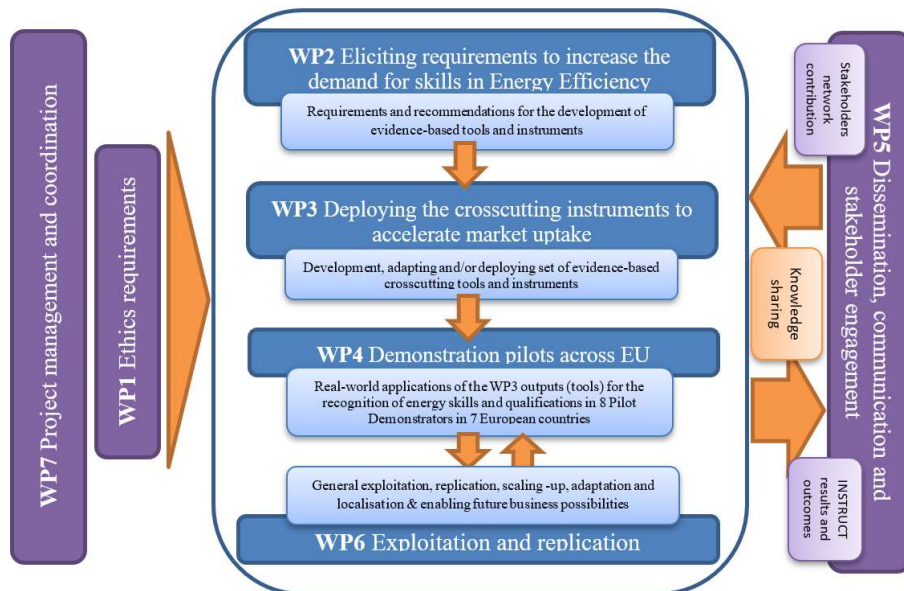 WP7 Project management and coordination
WP1 Ethics requirements
WP2 Eliciting requirements to increase the
demand for skills in Energy Efficiency
Requirements and recommendations for the development of
evidence-based tools and instruments
WP3 Deploying the crosscutting instruments to
accelerate market uptake
Development, adapting and/or deploying set of evidence-based
crosscutting tools and instruments
WP4 Demonstration pilots across EU
Real-world applications of the WP3 outputs (tools) for the
recognition of energy skills and qualifications in 8 Pilot
Demonstrators in 7 European countries
General exploitation, replication, scaling -up, adaptation and
localisation & enabling future business possibilities
WP6 Exploitation and replication
Stakeholders
network
contribution
Knowledge
sharing
INSTRUCT
results and
outcomes
WP5 Dissemination, communication and
stakeholder engagement